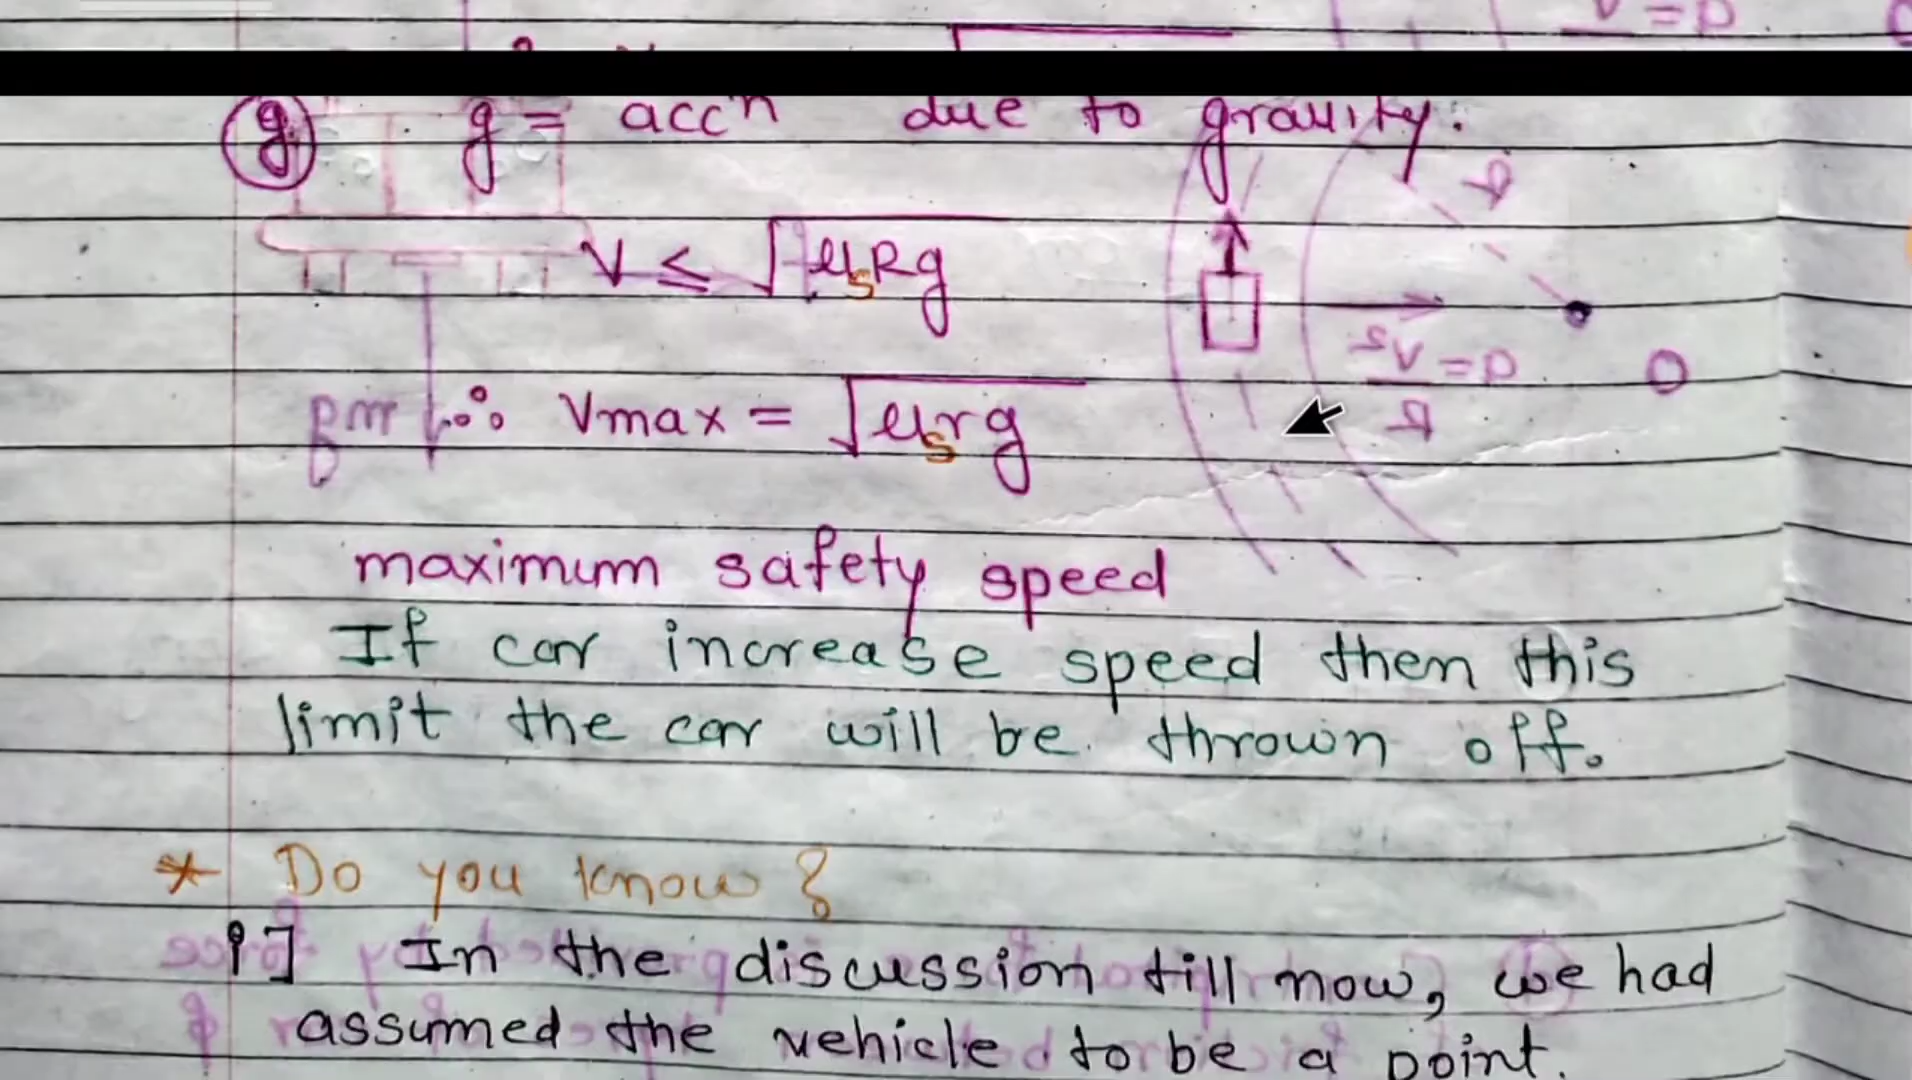 g g = accn due to gravity.
V ≤ √μsRg
∴ Vmax = √μsrg
maximum safety speed
If car increase speed then this
limit the car will be thrown off.
* Do you know ?
i] In the discussion till now, we had
assumed the vehicle to be a point.